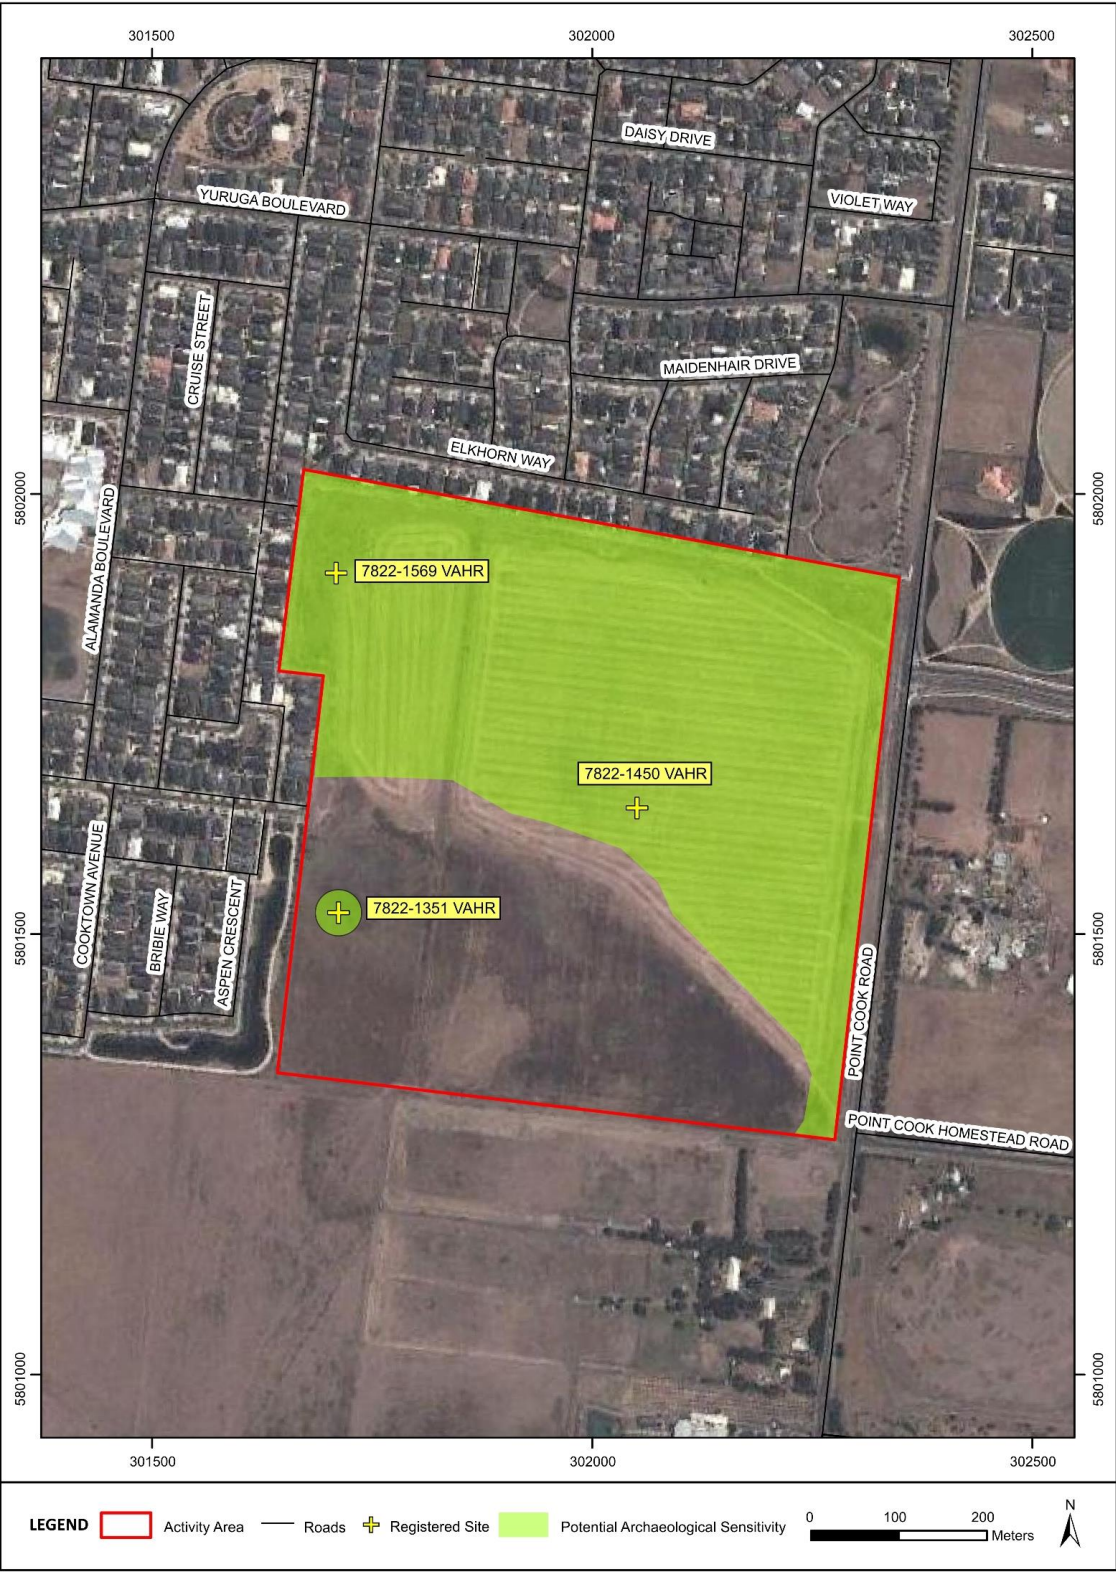 301500
302000
302500
DAISY DRIVE
VIOLET WAY
YURUGA BOULEVARD
CRUISE STREET
MAIDENHAIR DRIVE
ELKHORN WAY
5802000
5802000
ALAMANDA BOULEVARD
7822-1569 VAHR
7822-1450 VAHR
COOKTOWN AVENUE
BRIBIE WAY
ASPEN CRESCENT
7822-1351 VAHR
5801500
5801500
POINT COOK ROAD
POINT COOK HOMESTEAD ROAD
5801000
5801000
301500
302000
302500
LEGEND
Activity Area
Roads
Registered Site
Potential Archaeological Sensitivity
0 100 200
Meters
N